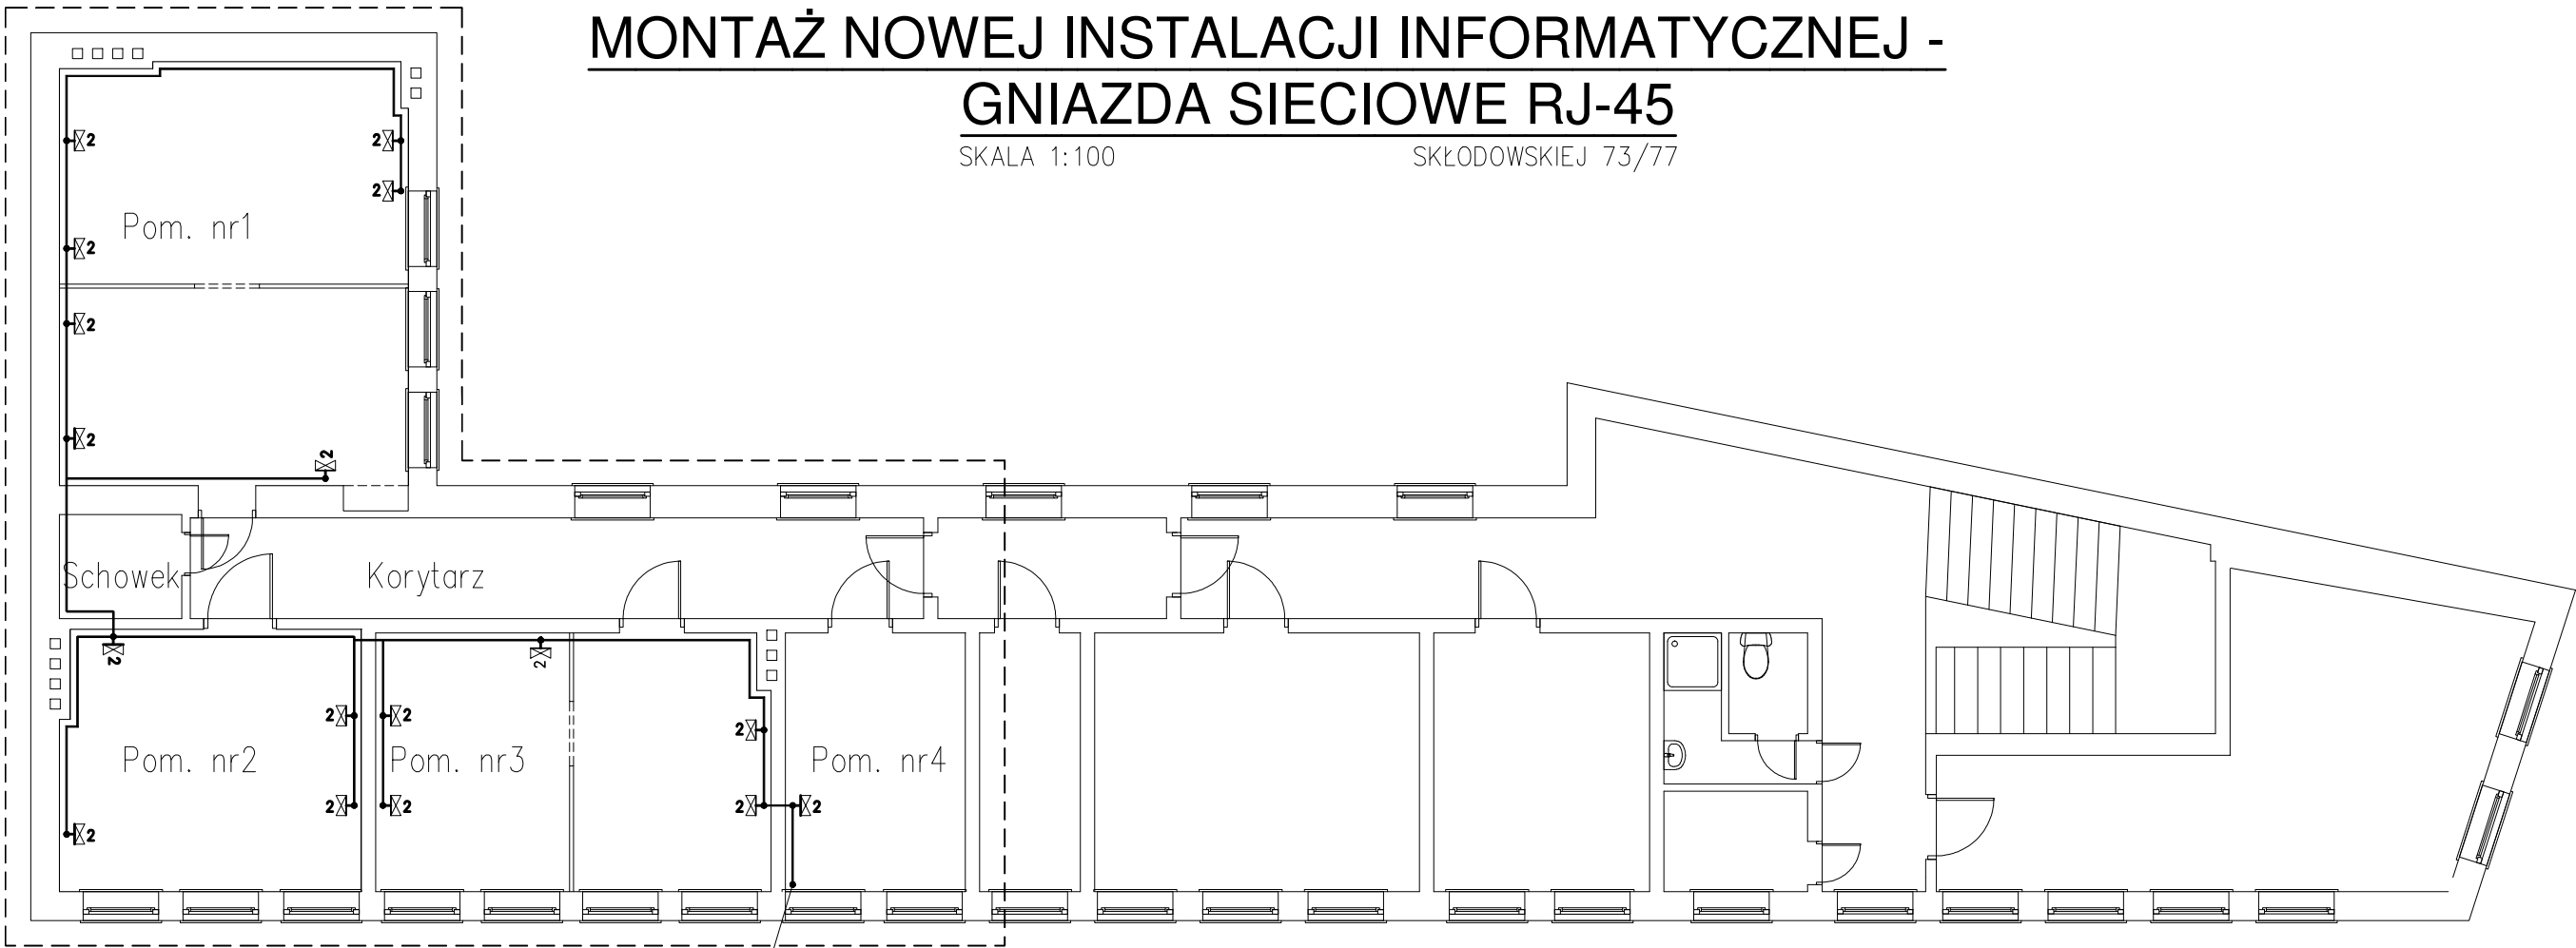 MONTAŻ NOWEJ INSTALACJI INFORMATYCZNEJ -
GNIAZDA SIECIOWE RJ-45
SKALA 1:100 SKŁODOWSKIEJ 73/77
2 2
2
Pom. nr1
2
2
2
2
Schowek Korytarz
2 2
2 2
2
Pom. nr2 Pom. nr3 Pom. nr4
2 2 2 2
2